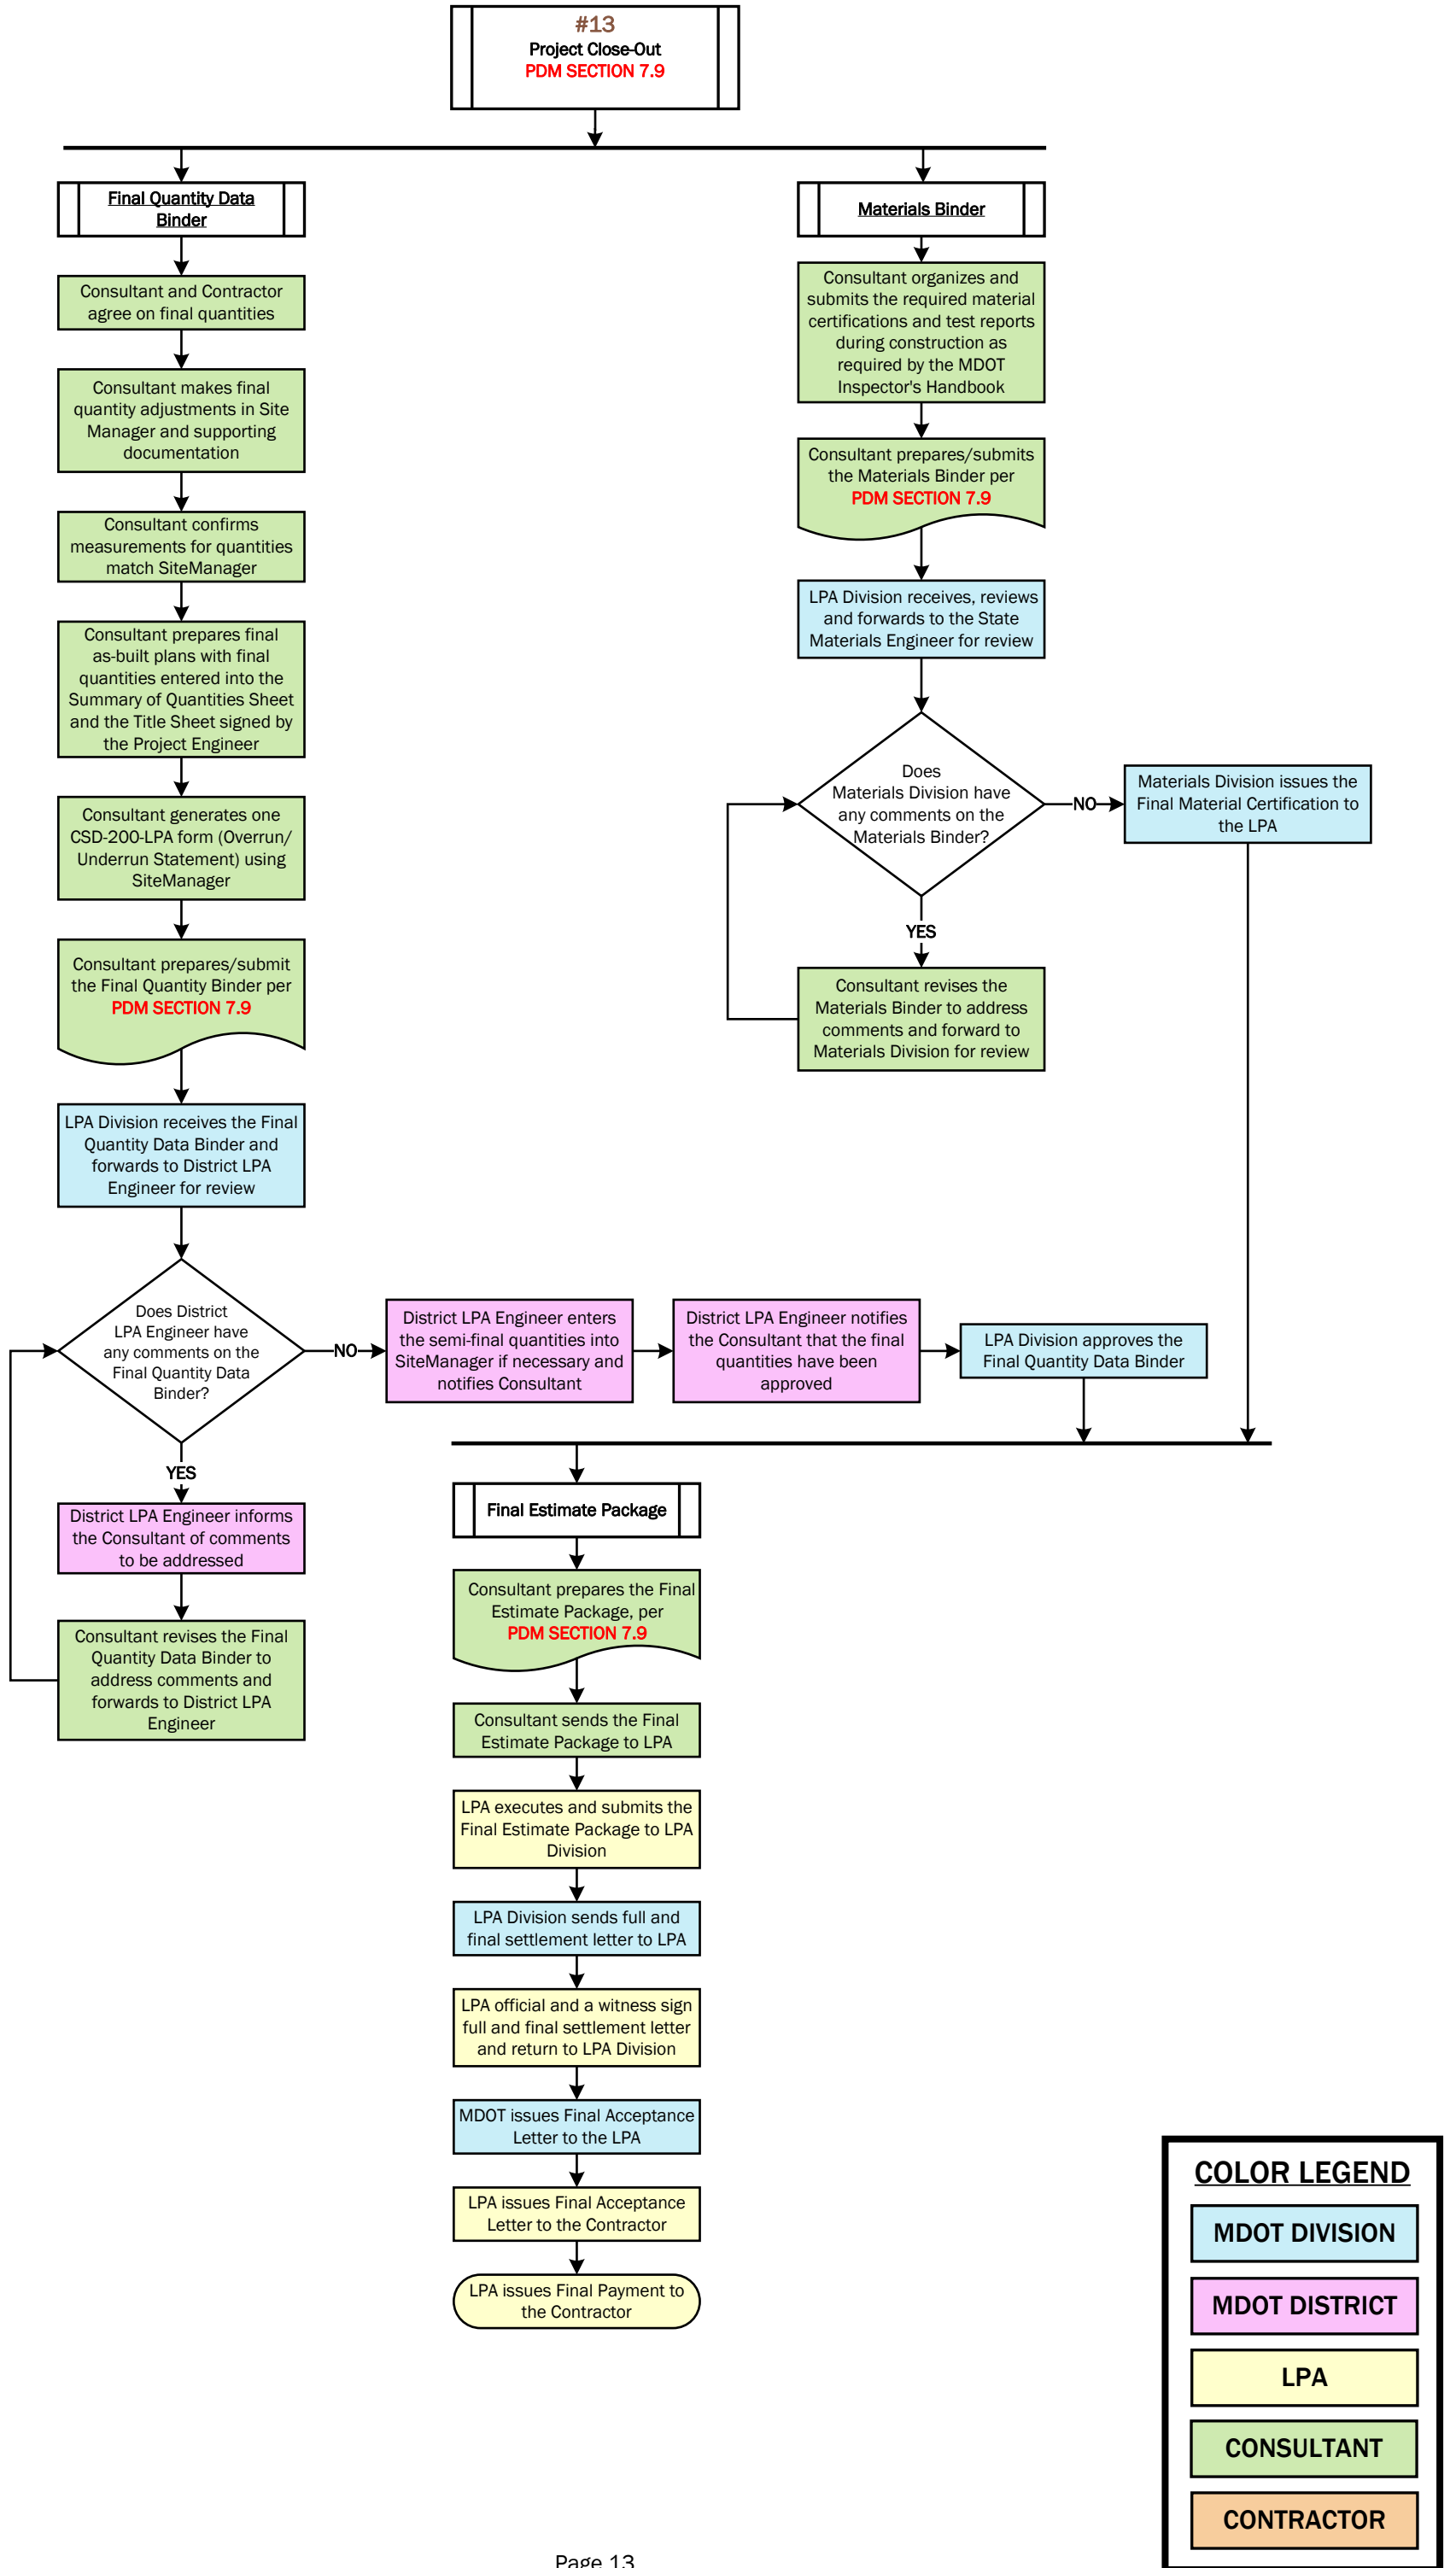 #13
Project Close-Out
PDM SECTION 7.9
Final Quantity Data
Binder
Consultant and Contractor
agree on final quantities
Consultant makes final
quantity adjustments in Site
Manager and supporting
documentation
Consultant confirms
measurements for quantities
match SiteManager
Consultant prepares final
as-built plans with final
quantities entered into the
Summary of Quantities Sheet
and the Title Sheet signed by
the Project Engineer
Consultant generates one
CSD-200-LPA form (Overrun/
Underrun Statement) using
SiteManager
Consultant prepares/submit
the Final Quantity Binder per
PDM SECTION 7.9
LPA Division receives the Final
Quantity Data Binder and
forwards to District LPA
Engineer for review
Does District
LPA Engineer have
any comments on the
Final Quantity Data
Binder?
YES
District LPA Engineer informs
the Consultant of comments
to be addressed
Consultant revises the Final
Quantity Data Binder to
address comments and
forwards to District LPA
Engineer
NO
District LPA Engineer enters
the semi-final quantities into
SiteManager if necessary and
notifies Consultant
District LPA Engineer notifies
the Consultant that the final
quantities have been
approved
LPA Division approves the
Final Quantity Data Binder
Materials Binder
Consultant organizes and
submits the required material
certifications and test reports
during construction as
required by the MDOT
Inspector's Handbook
Consultant prepares/submits
the Materials Binder per
PDM SECTION 7.9
LPA Division receives, reviews
and forwards to the State
Materials Engineer for review
Does
Materials Division have
any comments on the
Materials Binder?
NO
Materials Division issues the
Final Material Certification to
the LPA
YES
Consultant revises the
Materials Binder to address
comments and forward to
Materials Division for review
Final Estimate Package
Consultant prepares the Final
Estimate Package, per
PDM SECTION 7.9
Consultant sends the Final
Estimate Package to LPA
LPA executes and submits the
Final Estimate Package to LPA
Division
LPA Division sends full and
final settlement letter to LPA
LPA official and a witness sign
full and final settlement letter
and return to LPA Division
MDOT issues Final Acceptance
Letter to the LPA
LPA issues Final Acceptance
Letter to the Contractor
LPA issues Final Payment to
the Contractor
COLOR LEGEND
MDOT DIVISION
MDOT DISTRICT
LPA
CONSULTANT
CONTRACTOR
Page 13